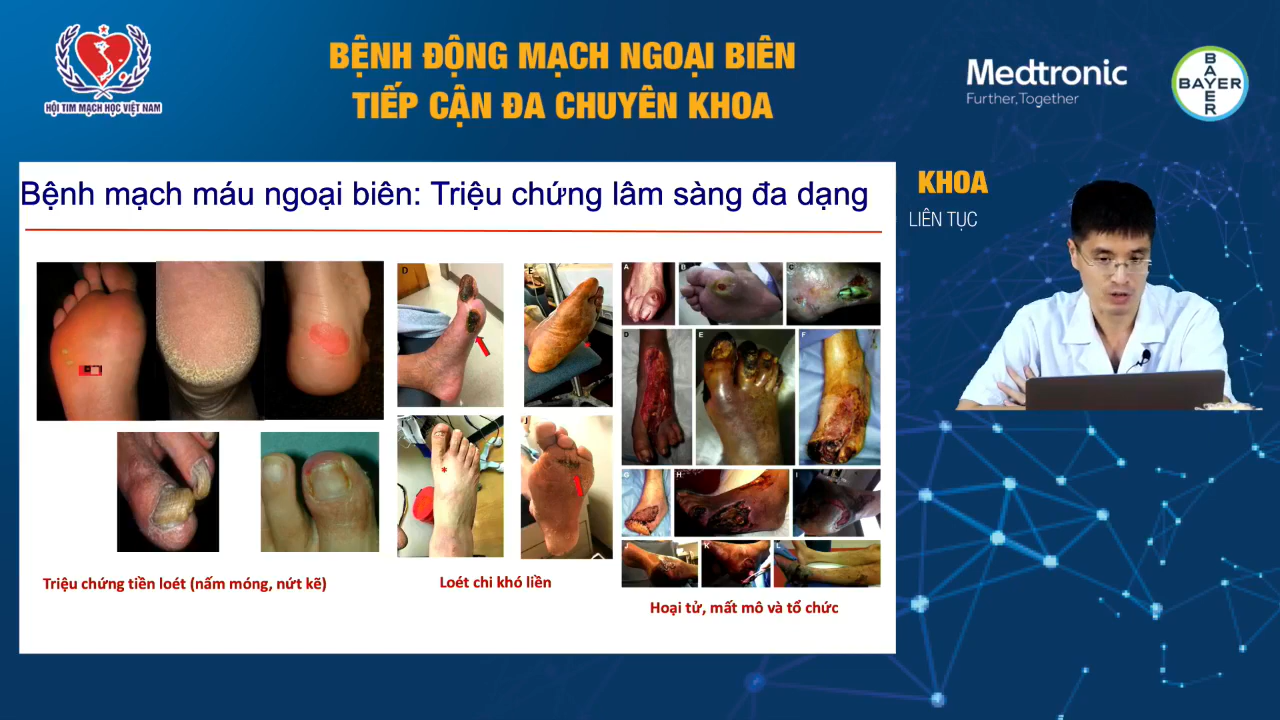 HỘI TIM MẠCH HỌC VIỆT NAM
BỆNH ĐỘNG MẠCH NGOẠI BIÊN
TIẾP CẬN ĐA CHUYÊN KHOA
Medtronic
Further, Together
BAYER
BAYER
KHOA
LIÊN TỤC
Bệnh mạch máu ngoại biên: Triệu chứng lâm sàng đa dạng
D
E
J
A
B
C
D
E
F
G
H
I
J
K
L
Triệu chứng tiền loét (nấm móng, nứt kẽ)
Loét chi khó liền
Hoại tử, mất mô và tổ chức